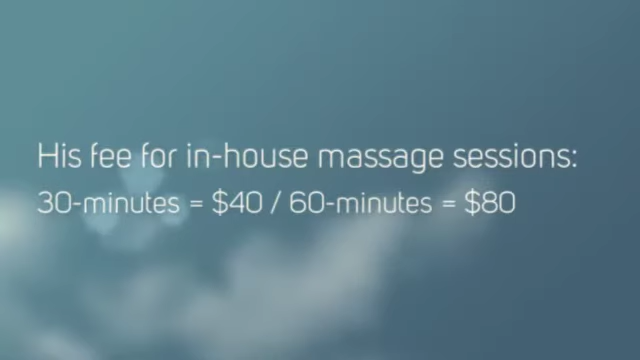 His fee for in-house massage sessions:
30-minutes = $40 / 60-minutes = $80